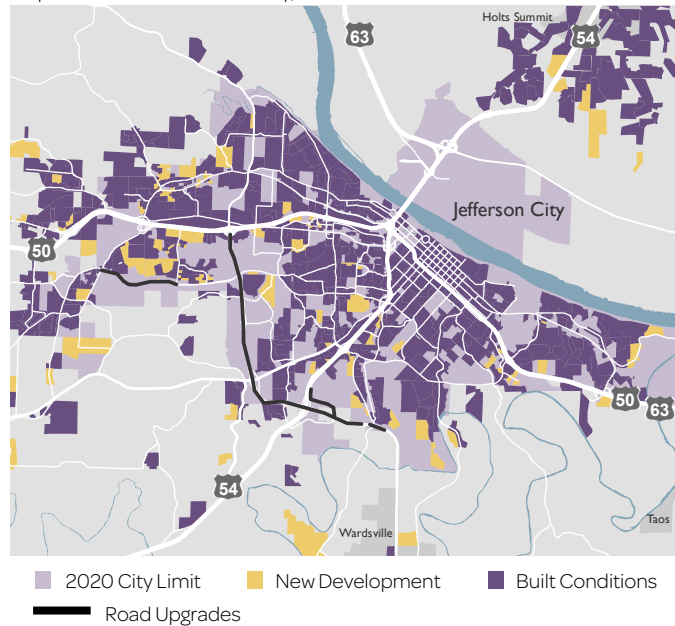 Holts Summit
63
54
Jefferson City
50
50
63
54
Wardsville
Taos
2020 City Limit
New Development
Built Conditions
Road Upgrades